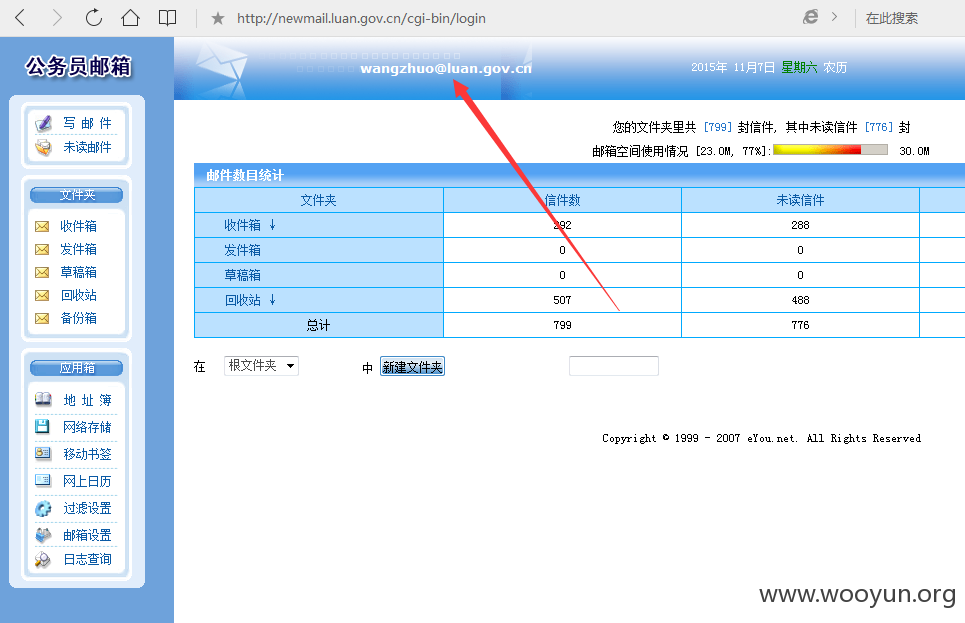 http://newmail.luan.gov.cn/cgi-bin/login
在此搜索
公务员邮箱
wangzhuo@luan.gov.cn
2015年 11月7日 星期六 农历
写 邮 件
未读邮件
您的文件夹里共 [799] 封信件, 其中未读信件 [776] 封
邮箱空间使用情况 [23.0M, 77%]: 30.0M
文件夹
收件箱
发件箱
草稿箱
回收站
备份箱
邮件数目统计
文件夹 信件数 未读信件
收件箱 ↓ 292 288
发件箱 0 0
草稿箱 0 0
回收站 ↓ 507 488
总计 799 776
在 根文件夹 中 新建文件夹
应用箱
地 址 簿
网络存储
移动书签
网上日历
过滤设置
邮箱设置
日志查询
Copyright © 1999 - 2007 eYou.net. All Rights Reserved
www.wooyun.org